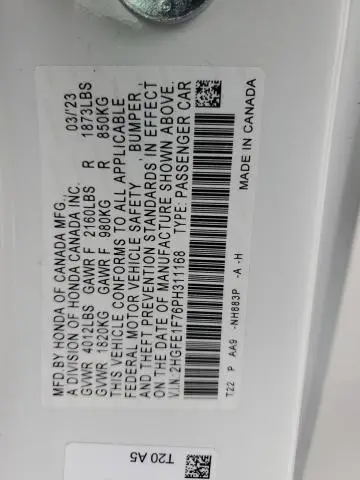 MFD.BY HONDA OF CANADA MFG., 03/'23
A DIVISION OF HONDA CANADA INC.
GVWR 4012LBS GAWR F 2160LBS R 1873LBS
GVWR 1820KG GAWR F 980KG R 850KG
THIS VEHICLE CONFORMS TO ALL APPLICABLE
FEDERAL MOTOR VEHICLE SAFETY , BUMPER ,
AND THEFT PREVENTION STANDARDS IN EFFECT
ON THE DATE OF MANUFACTURE SHOWN ABOVE.
V.I.N.:2HGFE1F76PH311168 TYPE: PASSENGER CAR
T22 P AA9 -NH883P -A -H MADE IN CANADA
T20 A5